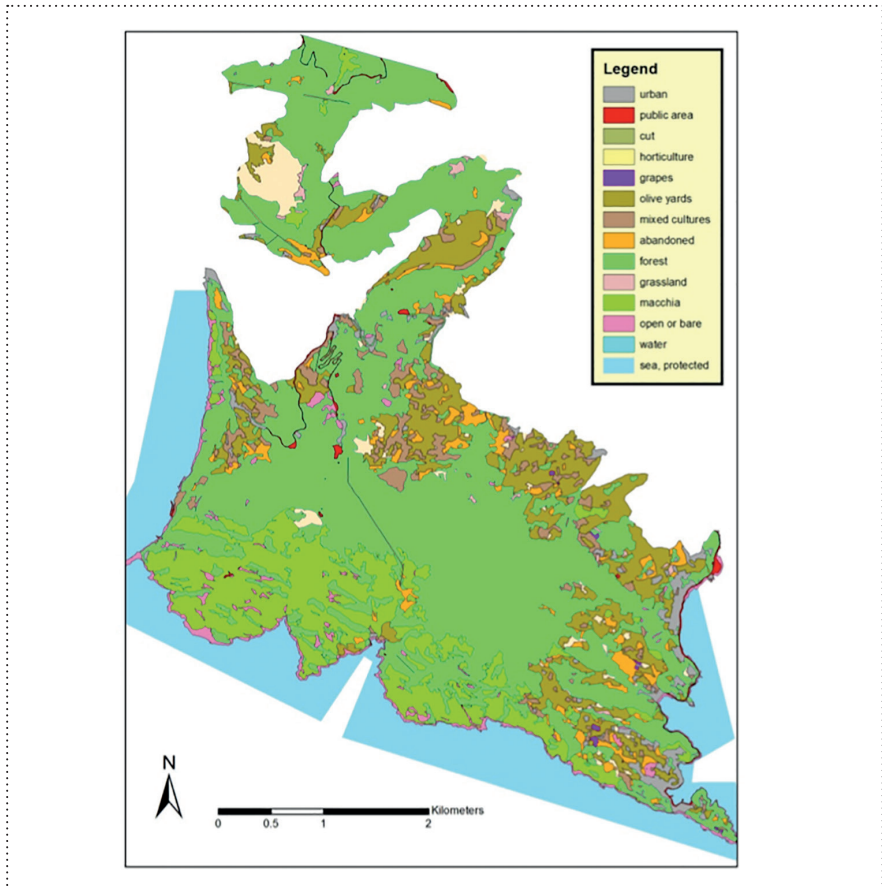 Legend
urban
public area
cut
horticulture
grapes
olive yards
mixed cultures
abandoned
forest
grassland
macchia
open or bare
water
sea, protected
N
Kilometers
0 0.5 1 2